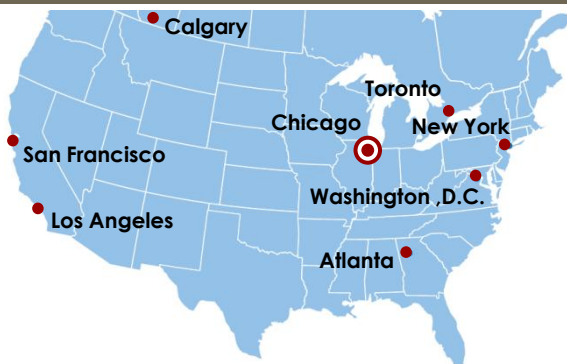 Calgary
Toronto
Chicago
New York
San Francisco
Washington ,D.C.
Los Angeles
Atlanta